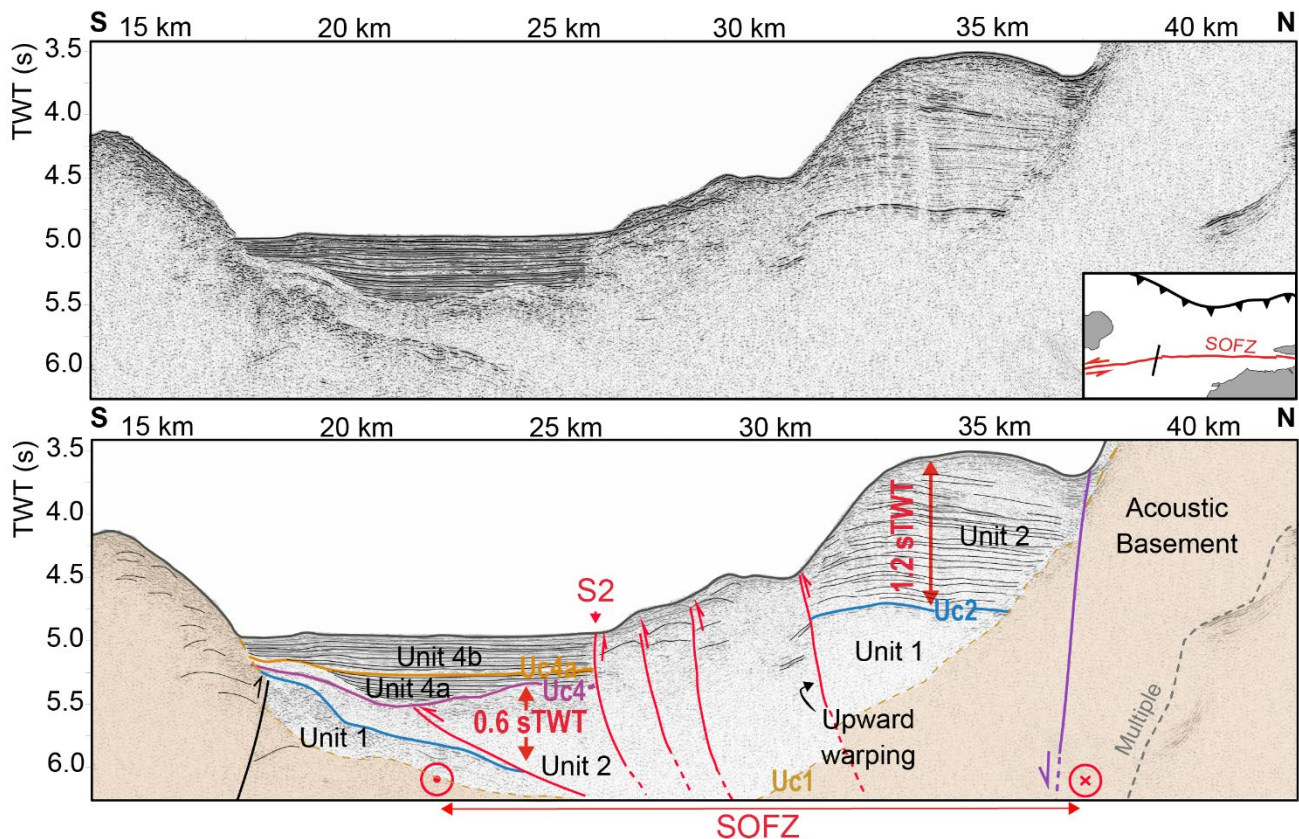 S 15 km 20 km 25 km 30 km 35 km 40 km N
TWT (s)
3.5
4.0
4.5
5.0
5.5
6.0
SOFZ
S 15 km 20 km 25 km 30 km 35 km 40 km N
TWT (s)
3.5
4.0
4.5
5.0
5.5
6.0
1.2 sTWT
Unit 2
Acoustic
Basement
S2
Uc2
Unit 4b
Uc4a
Unit 1
Unit 4a
Uc4
0.6 sTWT
Unit 1
Upward
warping
Unit 2
Uc1
Multiple
SOFZ